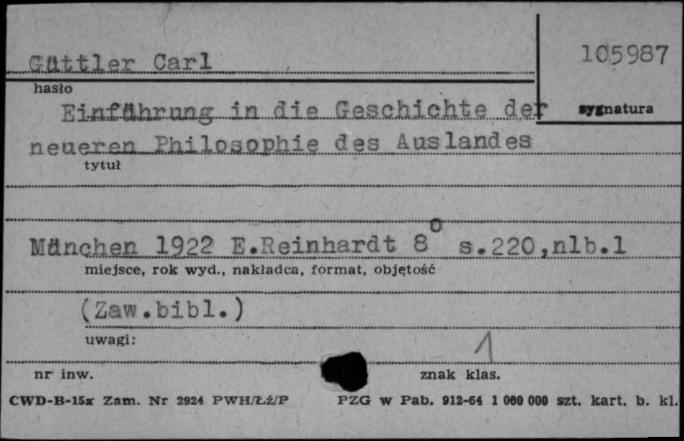 Güttler Carl
105987
hasło
Einführung in die Geschichte der
sygnatura
neueren Philosophie des Auslandes
tytuł
München 1922 E.Reinhardt 8⁰ s.220,nlb.1
miejsce, rok wyd., nakładca, format, objętość
(Zaw.bibl.)
uwagi:
1
nr inw.
znak klas.
CWD-B-15x Zam. Nr 2924 PWH/Łż/P PZG w Pab. 912-64 1 000 000 szt. kart. b. kl.